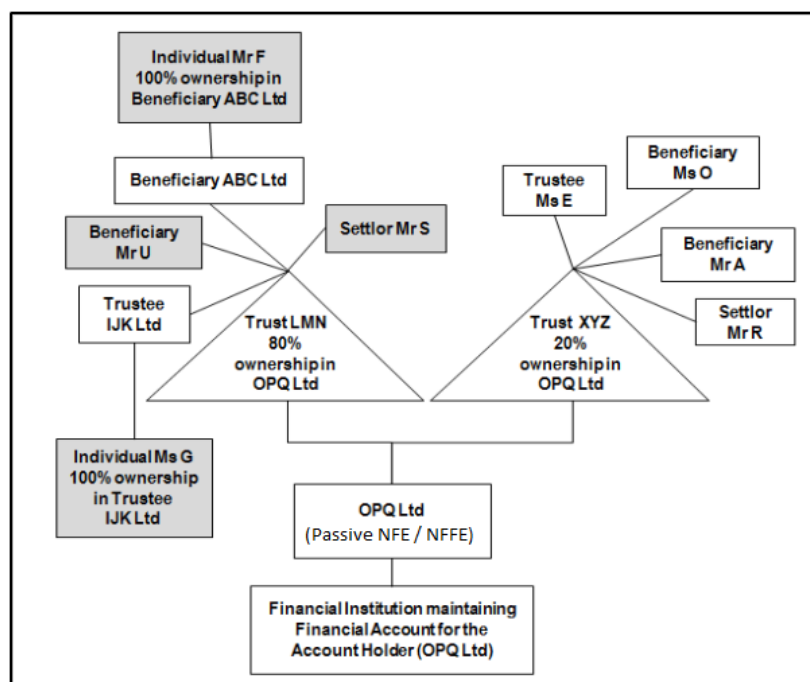 Individual Mr F
100% ownership in
Beneficiary ABC Ltd
Beneficiary ABC Ltd
Beneficiary
Mr U
Settlor Mr S
Trustee
IJK Ltd
Trust LMN
80%
ownership in
OPQ Ltd
Individual Ms G
100% ownership
in Trustee
IJK Ltd
Trustee
Ms E
Beneficiary
Ms O
Beneficiary
Mr A
Settlor
Mr R
Trust XYZ
20%
ownership in
OPQ Ltd
OPQ Ltd
(Passive NFE / NFFE)
Financial Institution maintaining
Financial Account for the
Account Holder (OPQ Ltd)